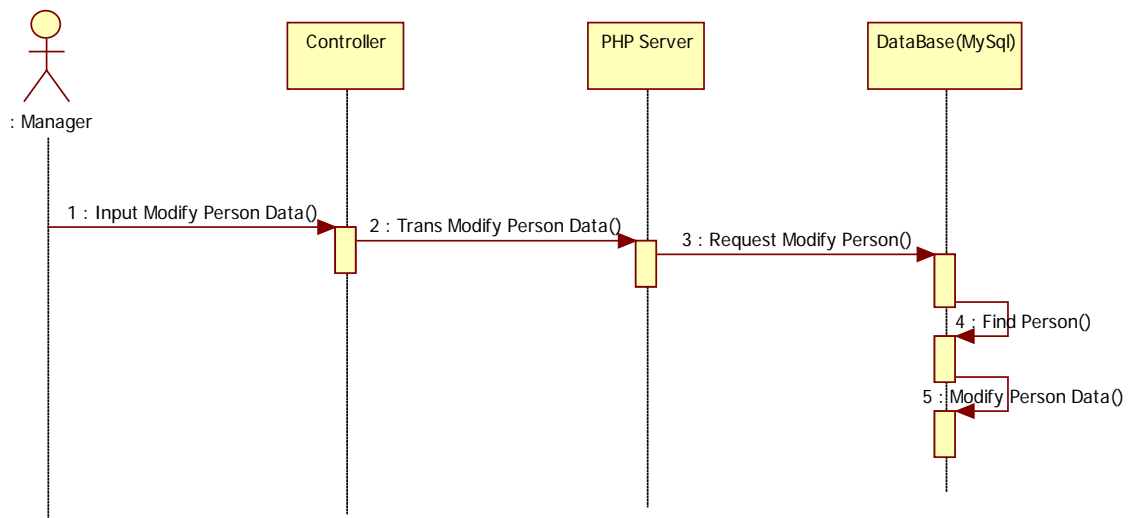 Controller
PHP Server
DataBase(MySql)
: Manager
1 : Input Modify Person Data()
2 : Trans Modify Person Data()
3 : Request Modify Person()
4 : Find Person()
5 : Modify Person Data()